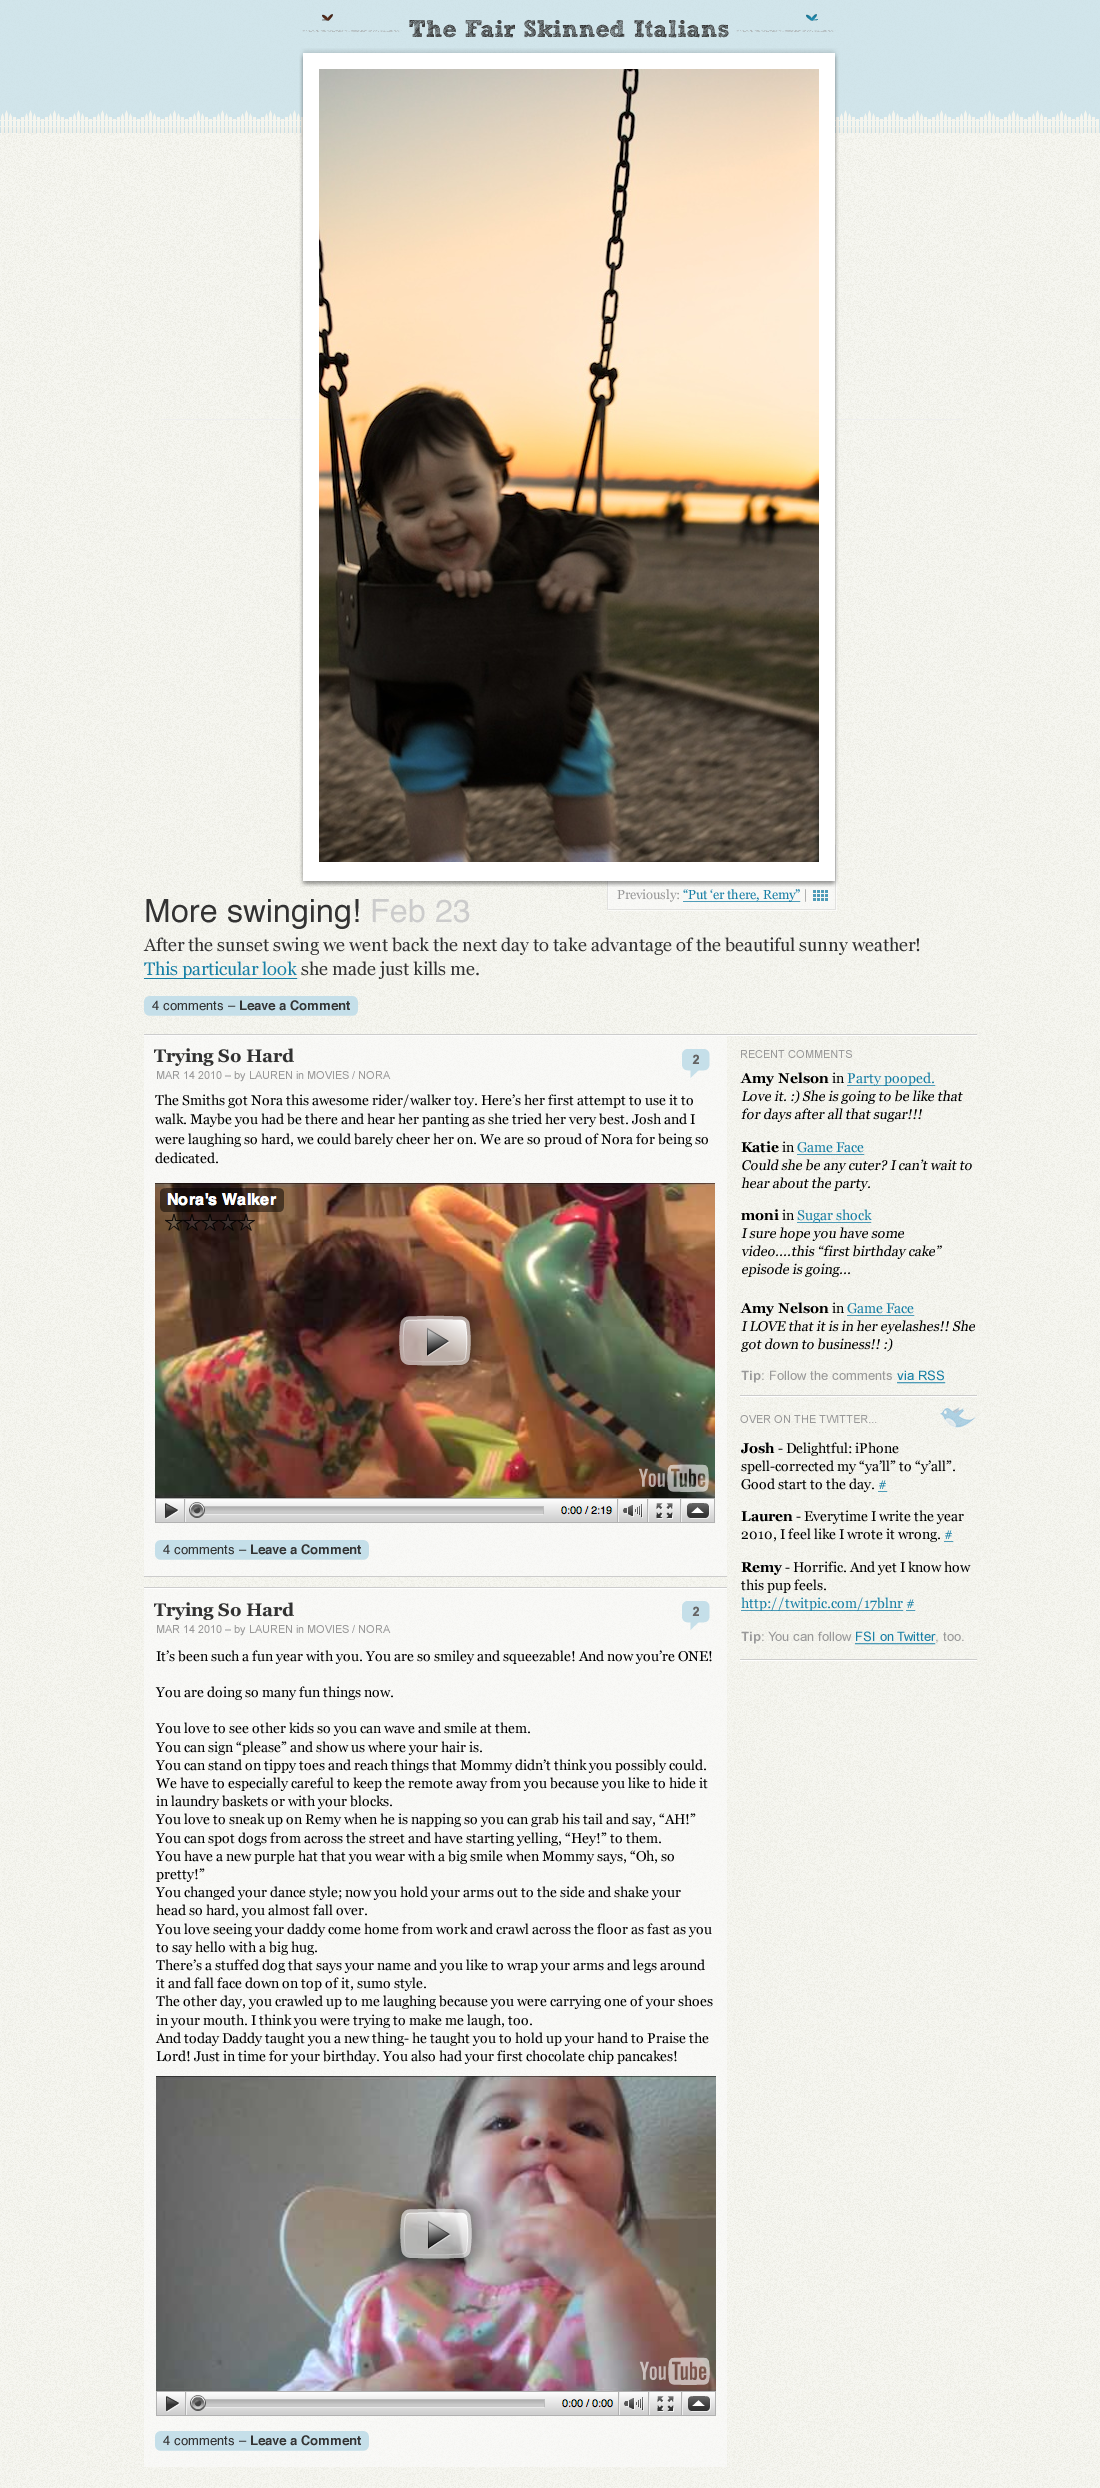 The Fair Skinned Italians
Previously: “Put ‘er there, Remy” |
More swinging! Feb 23
After the sunset swing we went back the next day to take advantage of the beautiful sunny weather!
This particular look she made just kills me.
4 comments – Leave a Comment
Trying So Hard
2
MAR 14 2010 – by LAUREN in MOVIES / NORA
The Smiths got Nora this awesome rider/walker toy. Here’s her first attempt to use it to
walk. Maybe you had be there and hear her panting as she tried her very best. Josh and I
were laughing so hard, we could barely cheer her on. We are so proud of Nora for being so
dedicated.
Nora's Walker
YouTube
0:00 / 2:19
4 comments – Leave a Comment
Trying So Hard
2
MAR 14 2010 – by LAUREN in MOVIES / NORA
It’s been such a fun year with you. You are so smiley and squeezable! And now you’re ONE!
You are doing so many fun things now.
You love to see other kids so you can wave and smile at them.
You can sign “please” and show us where your hair is.
You can stand on tippy toes and reach things that Mommy didn’t think you possibly could.
We have to especially careful to keep the remote away from you because you like to hide it
in laundry baskets or with your blocks.
You love to sneak up on Remy when he is napping so you can grab his tail and say, “AH!”
You can spot dogs from across the street and have starting yelling, “Hey!” to them.
You have a new purple hat that you wear with a big smile when Mommy says, “Oh, so
pretty!”
You changed your dance style; now you hold your arms out to the side and shake your
head so hard, you almost fall over.
You love seeing your daddy come home from work and crawl across the floor as fast as you
to say hello with a big hug.
There’s a stuffed dog that says your name and you like to wrap your arms and legs around
it and fall face down on top of it, sumo style.
The other day, you crawled up to me laughing because you were carrying one of your shoes
in your mouth. I think you were trying to make me laugh, too.
And today Daddy taught you a new thing- he taught you to hold up your hand to Praise the
Lord! Just in time for your birthday. You also had your first chocolate chip pancakes!
YouTube
0:00 / 0:00
4 comments – Leave a Comment
RECENT COMMENTS
Amy Nelson in Party pooped.
Love it. :) She is going to be like that
for days after all that sugar!!!
Katie in Game Face
Could she be any cuter? I can’t wait to
hear about the party.
moni in Sugar shock
I sure hope you have some
video....this “first birthday cake”
episode is going...
Amy Nelson in Game Face
I LOVE that it is in her eyelashes!! She
got down to business!! :)
Tip: Follow the comments via RSS
OVER ON THE TWITTER...
Josh - Delightful: iPhone
spell-corrected my “ya’ll” to “y’all”.
Good start to the day. #
Lauren - Everytime I write the year
2010, I feel like I wrote it wrong. #
Remy - Horrific. And yet I know how
this pup feels.
http://twitpic.com/17blnr #
Tip: You can follow FSI on Twitter, too.